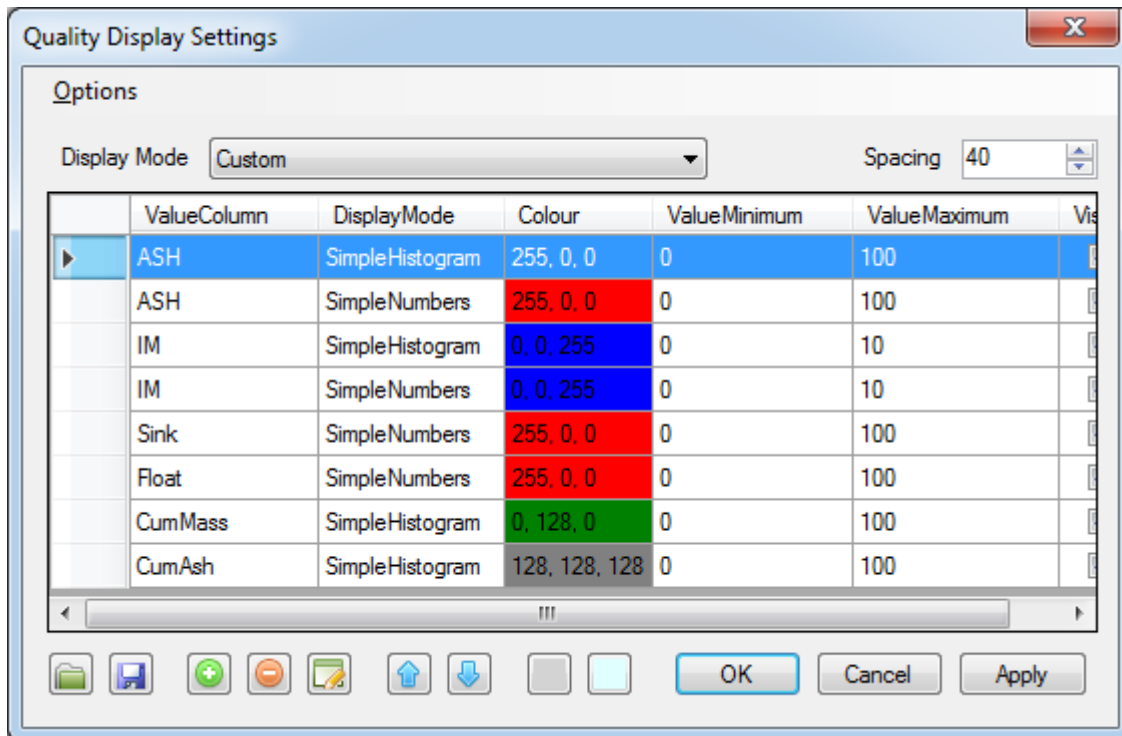 Quality Display Settings
Options
Display Mode Custom Spacing 40
ValueColumn DisplayMode Colour ValueMinimum ValueMaximum Vis
ASH SimpleHistogram 255, 0, 0 0 100
ASH SimpleNumbers 255, 0, 0 0 100
IM SimpleHistogram 0, 0, 255 0 10
IM SimpleNumbers 0, 0, 255 0 10
Sink SimpleNumbers 255, 0, 0 0 100
Float SimpleNumbers 255, 0, 0 0 100
CumMass SimpleHistogram 0, 128, 0 0 100
CumAsh SimpleHistogram 128, 128, 128 0 100
OK Cancel Apply